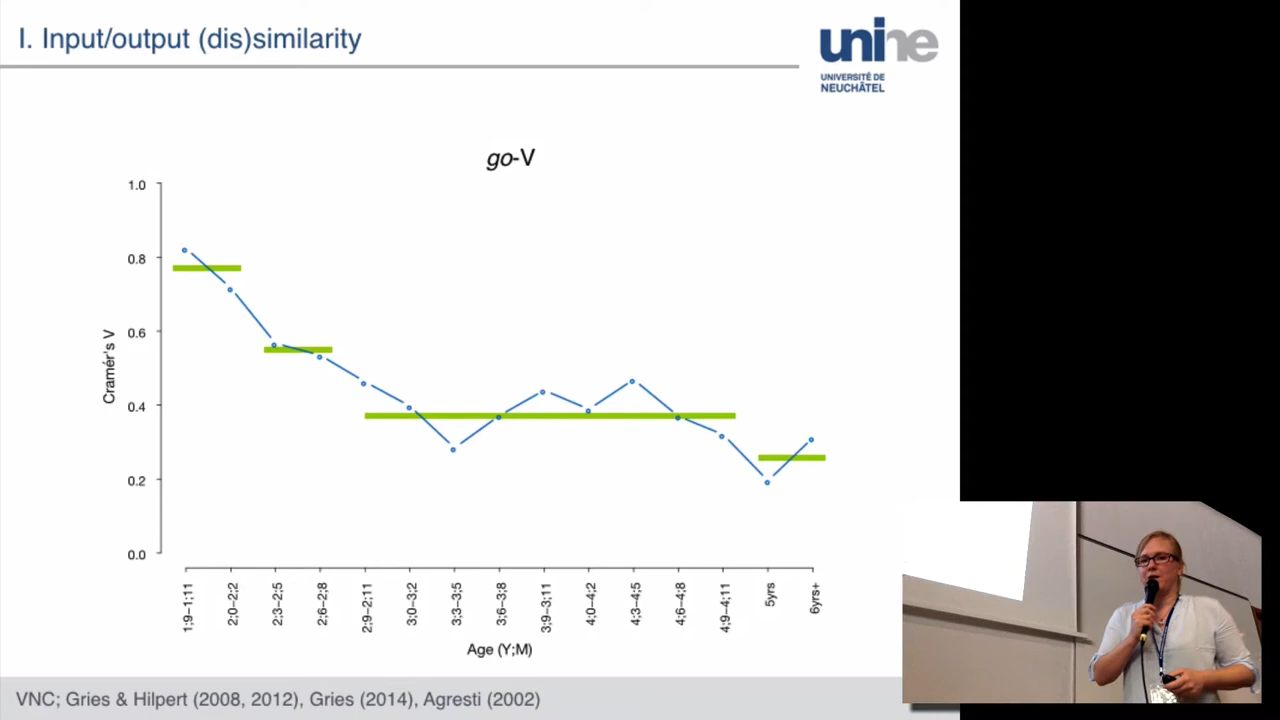 I. Input/output (dis)similarity
unine
UNIVERSITÉ DE
NEUCHÂTEL
go-V
Cramér's V
1.0
0.8
0.6
0.4
0.2
0.0
1;9–1;11
2;0–2;2
2;3–2;5
2;6–2;8
2;9–2;11
3;0–3;2
3;3–3;5
3;6–3;8
3;9–3;11
4;0–4;2
4;3–4;5
4;6–4;8
4;9–4;11
5yrs
6yrs+
Age (Y;M)
VNC; Gries & Hilpert (2008, 2012), Gries (2014), Agresti (2002)